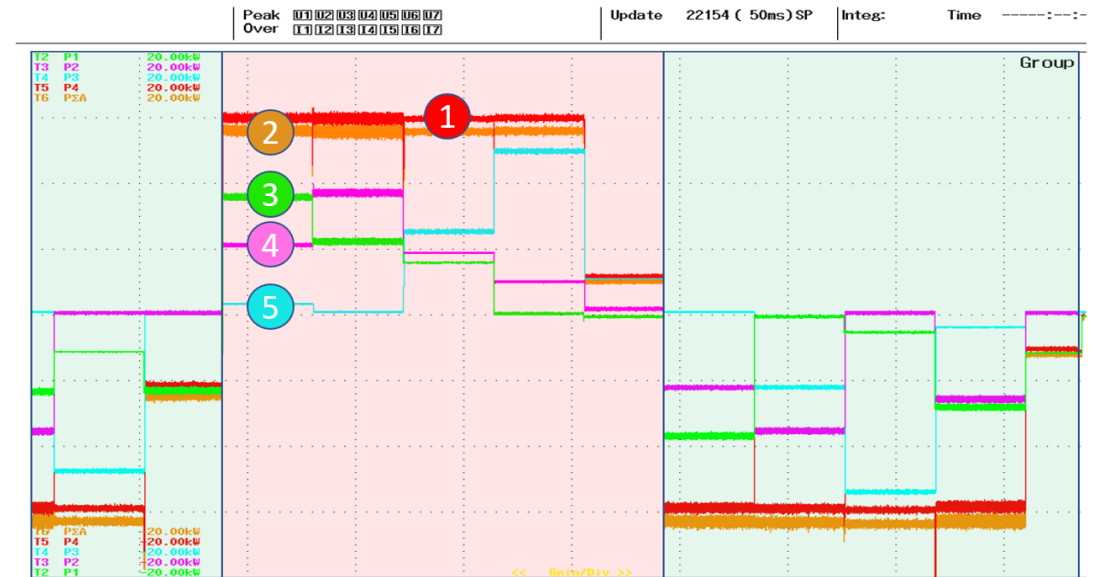 Peak U1 U2 U3 U4 U5 U6 U7 Update 22154 ( 50ms)SP Integ: Time -----:--:-
Over I1 I2 I3 I4 I5 I6 I7
T2 P1 20.00kW Group
T3 P2 20.00kW
T4 P3 20.00kW
T5 P4 20.00kW
T6 PΣA 20.00kW
1
2
3
4
5
T6 PΣA -20.00kW
T5 P4 -20.00kW
T4 P3 -20.00kW
T3 P2 -20.00kW
T2 P1 -20.00kW << 6min/Div >>